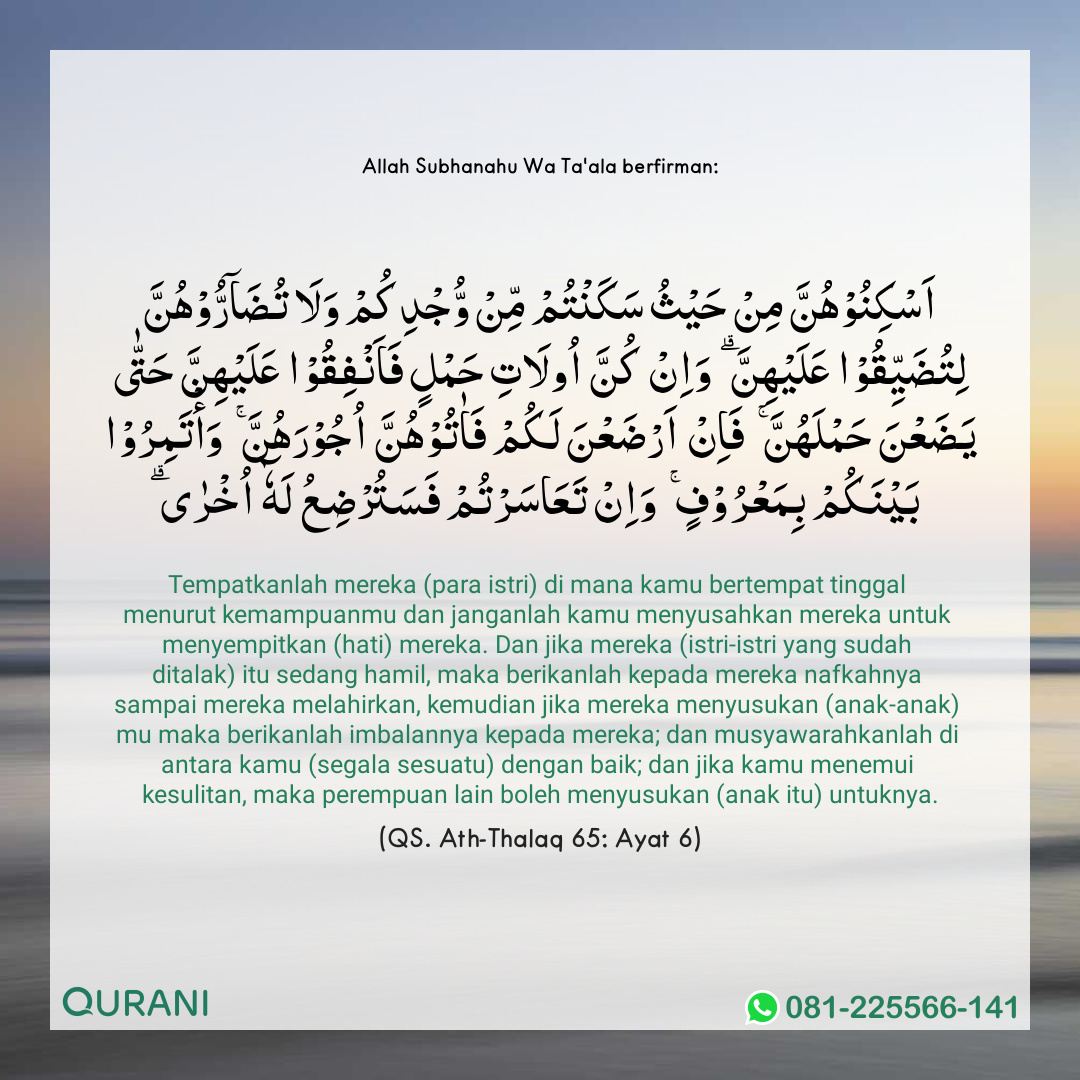 Allah Subhanahu Wa Ta'ala berfirman:
اَسْكِنُوْهُنَّ مِنْ حَيْثُ سَكَنْتُمْ مِّنْ وُّجْدِكُمْ وَلَا تُضَاۤرُّوْهُنَّ
لِتُضَيِّقُوْا عَلَيْهِنَّۗ وَاِنْ كُنَّ اُولَاتِ حَمْلٍ فَاَنْفِقُوْا عَلَيْهِنَّ حَتّٰى
يَضَعْنَ حَمْلَهُنَّۚ فَاِنْ اَرْضَعْنَ لَكُمْ فَاٰتُوْهُنَّ اُجُوْرَهُنَّۚ وَأْتَمِرُوْا
بَيْنَكُمْ بِمَعْرُوْفٍۚ وَاِنْ تَعَاسَرْتُمْ فَسَتُرْضِعُ لَهٗٓ اُخْرٰىۗ
Tempatkanlah mereka (para istri) di mana kamu bertempat tinggal
menurut kemampuanmu dan janganlah kamu menyusahkan mereka untuk
menyempitkan (hati) mereka. Dan jika mereka (istri-istri yang sudah
ditalak) itu sedang hamil, maka berikanlah kepada mereka nafkahnya
sampai mereka melahirkan, kemudian jika mereka menyusukan (anak-anak)
mu maka berikanlah imbalannya kepada mereka; dan musyawarahkanlah di
antara kamu (segala sesuatu) dengan baik; dan jika kamu menemui
kesulitan, maka perempuan lain boleh menyusukan (anak itu) untuknya.
(QS. Ath-Thalaq 65: Ayat 6)
QURANI
081-225566-141